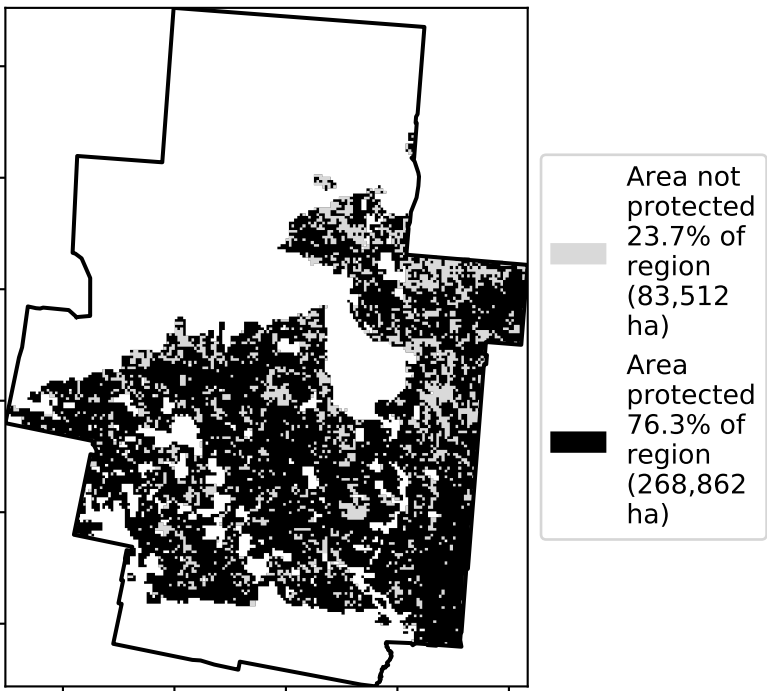 Area not
protected
23.7% of
region
(83,512
ha)
Area
protected
76.3% of
region
(268,862
ha)